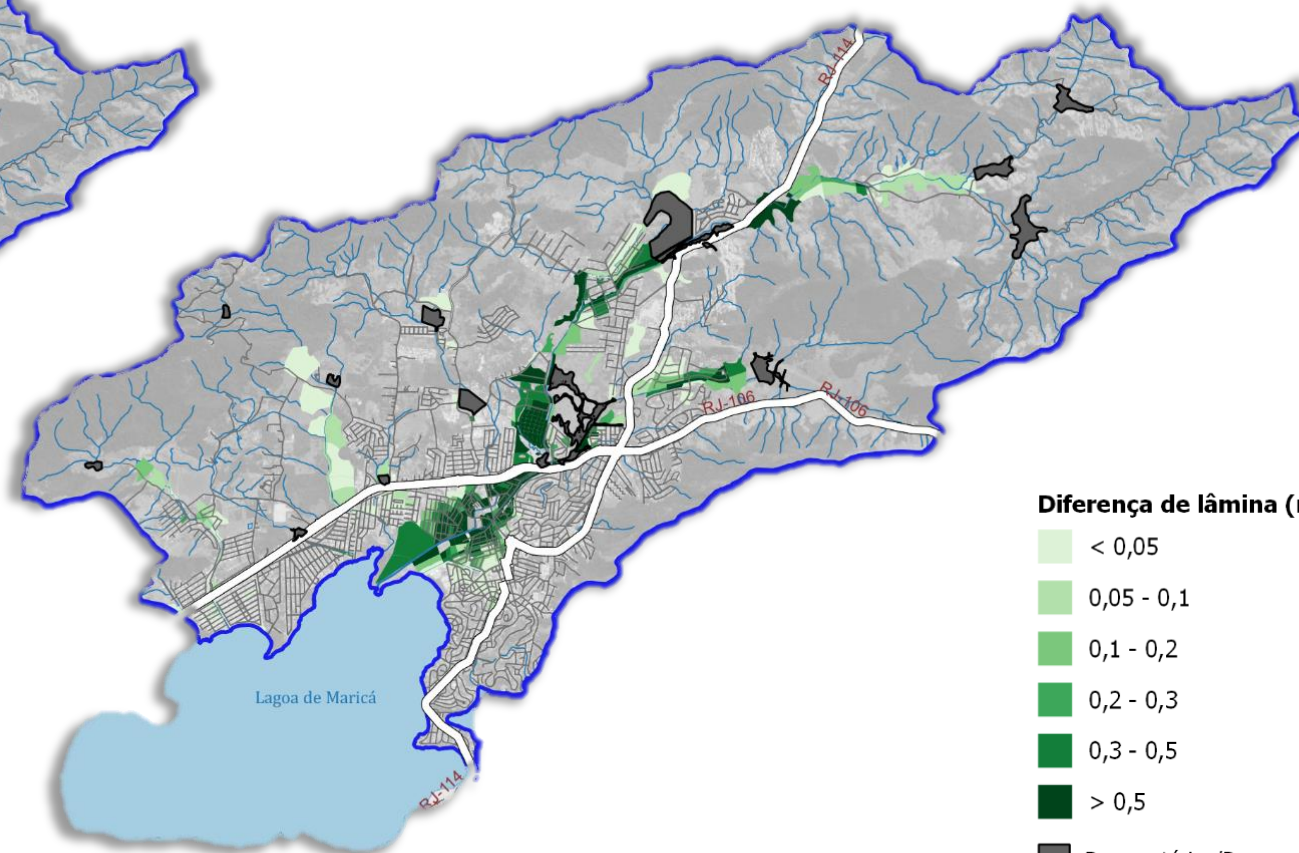 RJ-114
RJ-106
RJ-106
Diferença de lâmina (
< 0,05
0,05 - 0,1
0,1 - 0,2
0,2 - 0,3
0,3 - 0,5
> 0,5
Lagoa de Maricá
RJ-114